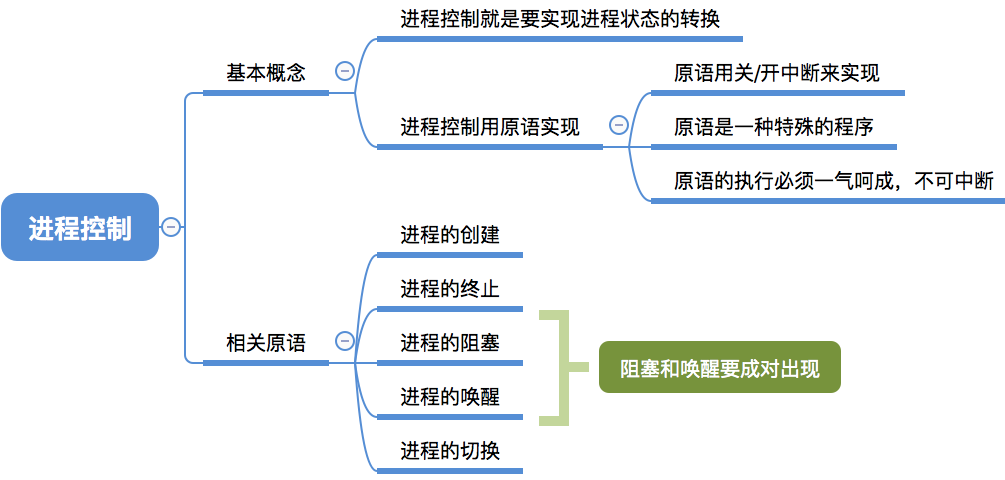 进程控制
基本概念
进程控制就是要实现进程状态的转换
进程控制用原语实现
原语用关/开中断来实现
原语是一种特殊的程序
原语的执行必须一气呵成，不可中断
相关原语
进程的创建
进程的终止
进程的阻塞
进程的唤醒
进程的切换
阻塞和唤醒要成对出现